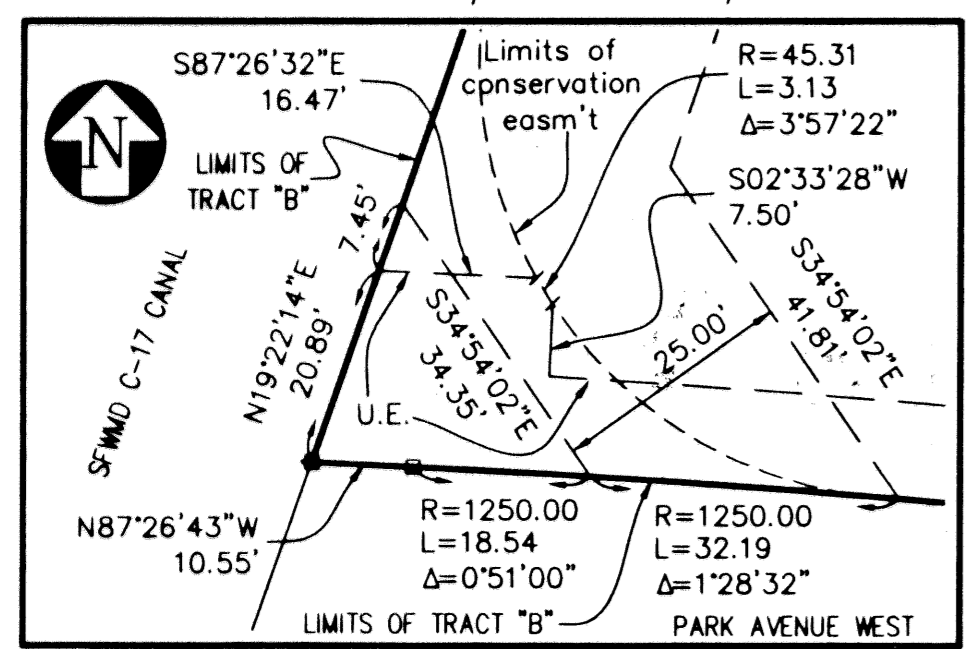 S87°26'32"E
16.47'
Limits of
cpnservation
easm't
R=45.31
L=3.13
Δ=3°57'22"
N
LIMITS OF
TRACT "B"
S02°33'28"W
7.50'
7.45'
SFWMD C-17 CANAL
N19°22'14"E
20.89'
S34°54'02"E
34.35'
25.00'
S34°54'02"E
41.81'
U.E.
N87°26'43"W
10.55'
R=1250.00
L=18.54
Δ=0°51'00"
R=1250.00
L=32.19
Δ=1°28'32"
LIMITS OF TRACT "B"
PARK AVENUE WEST